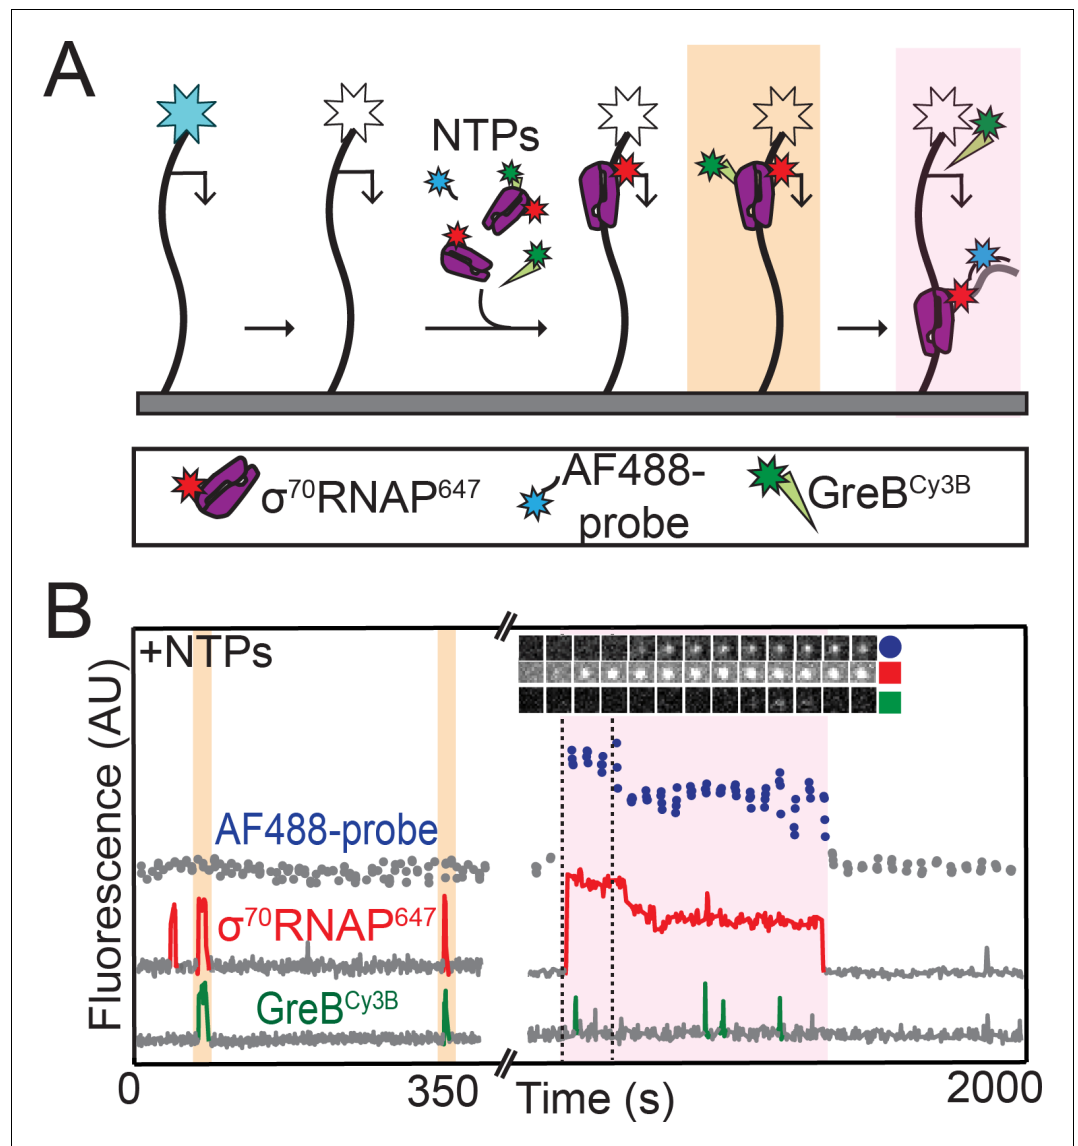 A
NTPs
σ⁷⁰RNAP⁶⁴⁷
AF488-
probe
GreBᶜʸ³ᴮ
B
+NTPs
Fluorescence (AU)
AF488-probe
σ⁷⁰RNAP⁶⁴⁷
GreBᶜʸ³ᴮ
0
350
Time (s)
2000